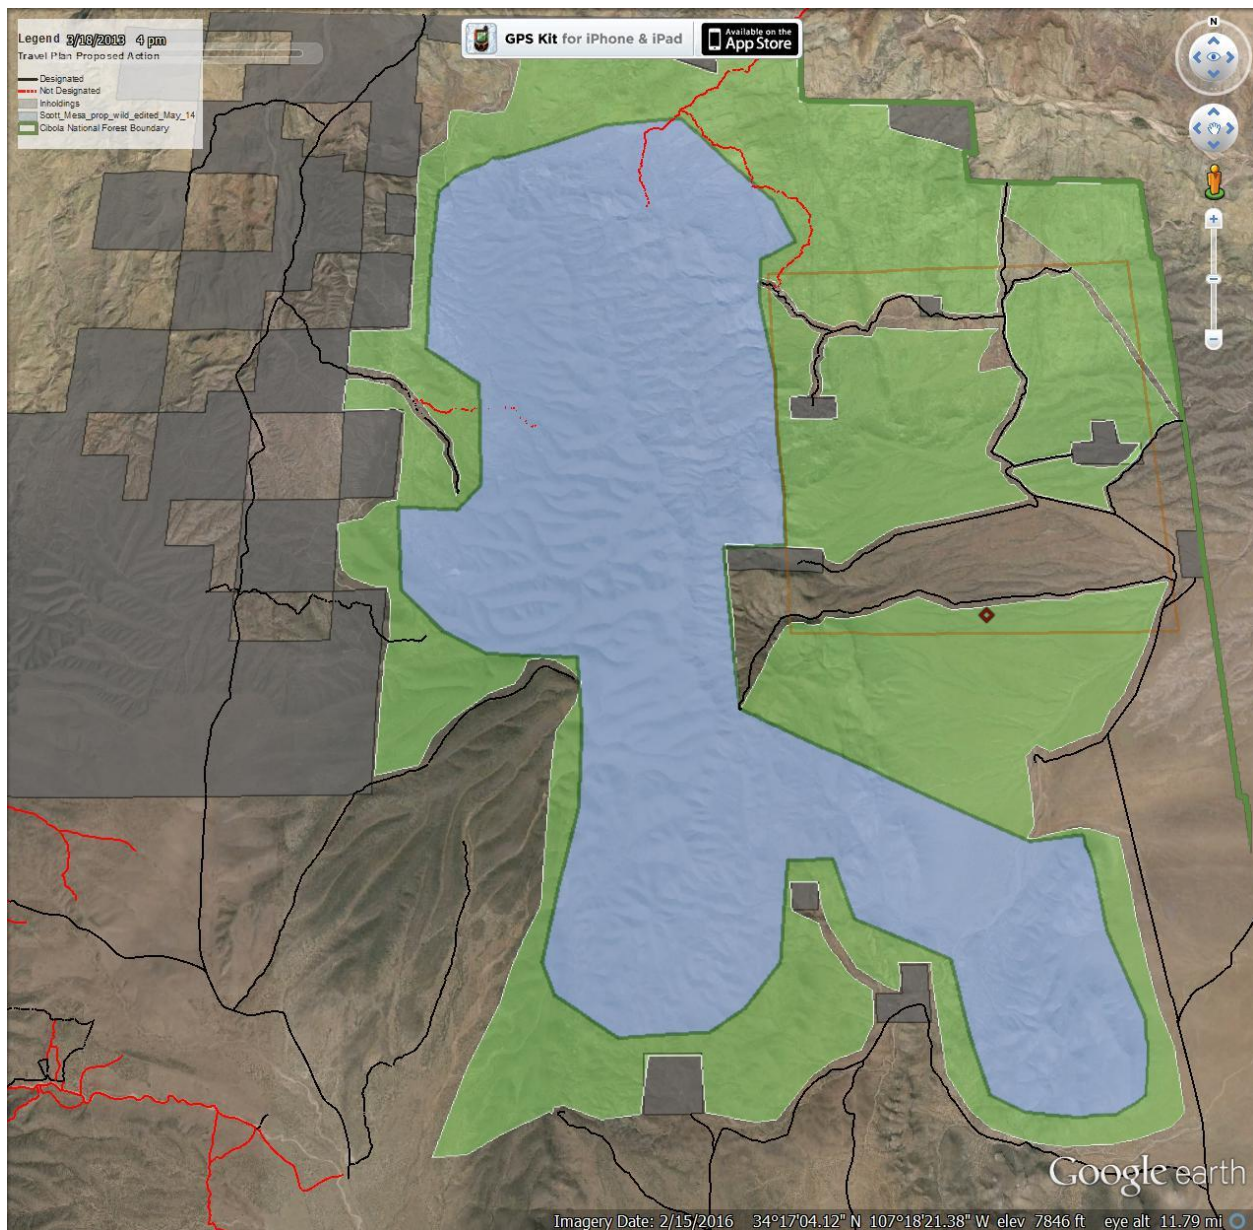 Legend 3/18/2013 4 pm
Travel Plan Proposed Action
Designated
Not Designated
Inholdings
Scott_Mesa_prop_wild_edited_May_14
Cibola National Forest Boundary
GPS Kit for iPhone & iPad
Available on the
App Store
N
Google earth
Imagery Date: 2/15/2016 34°17'04.12" N 107°18'21.38" W elev 7846 ft eye alt 11.79 mi